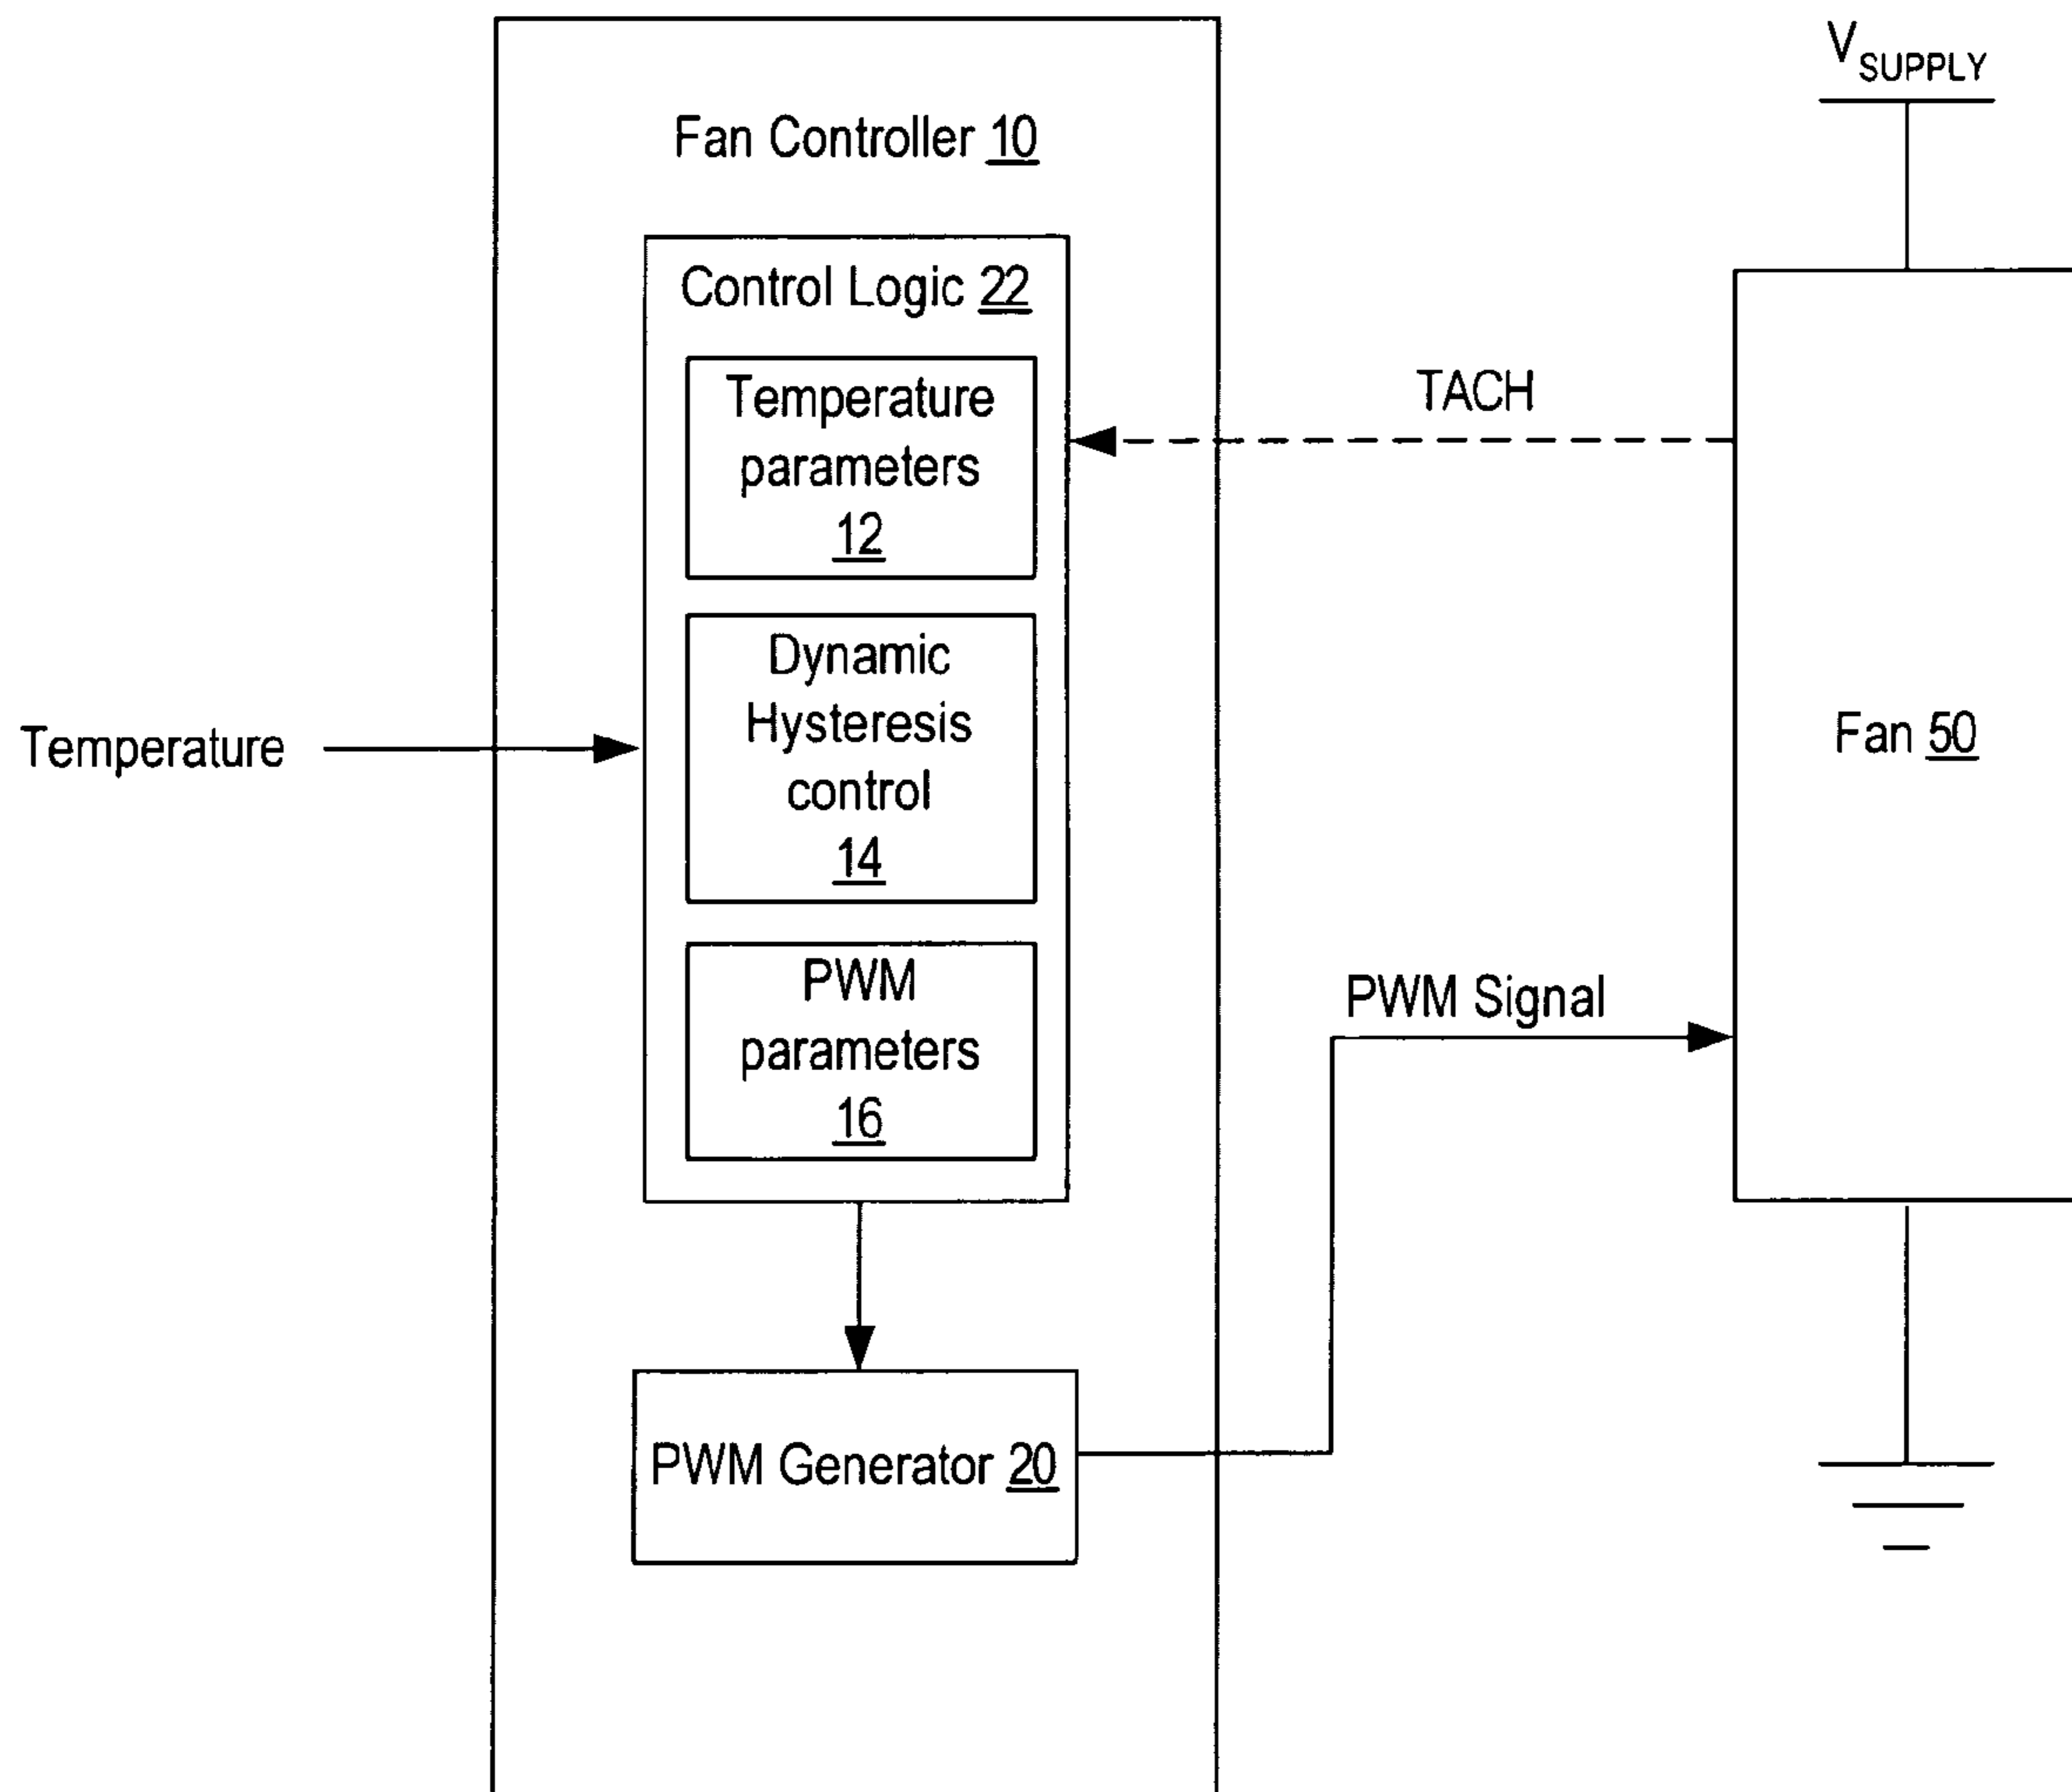 V SUPPLY
Fan Controller 10
Control Logic 22
Temperature
parameters
12
TACH
Dynamic
Hysteresis
control
14
Temperature
Fan 50
PWM
parameters
16
PWM Signal
PWM Generator 20